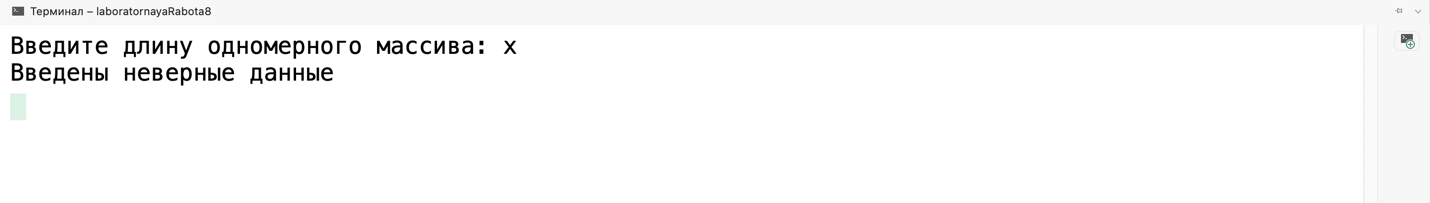 Терминал – laboratornayaRabota8
Введите длину одномерного массива: x
Введены неверные данные